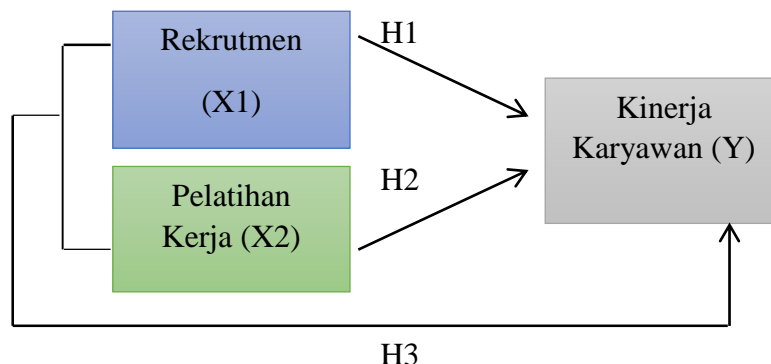 Rekrutmen
(X1)
H1
Kinerja
Karyawan (Y)
Pelatihan
Kerja (X2)
H2
H3